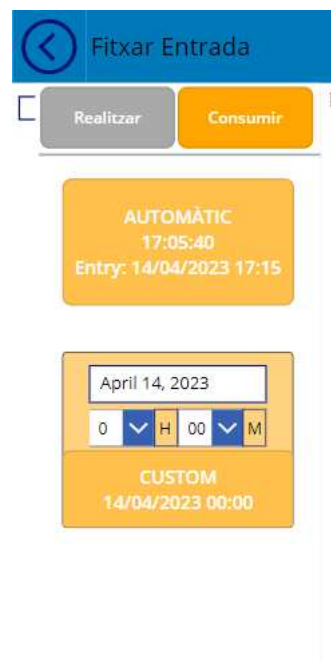 Fitxar Entrada
Realitzar Consumir
AUTOMÀTIC
17:05:40
Entry: 14/04/2023 17:15
April 14, 2023
0 H 00 M
CUSTOM
14/04/2023 00:00